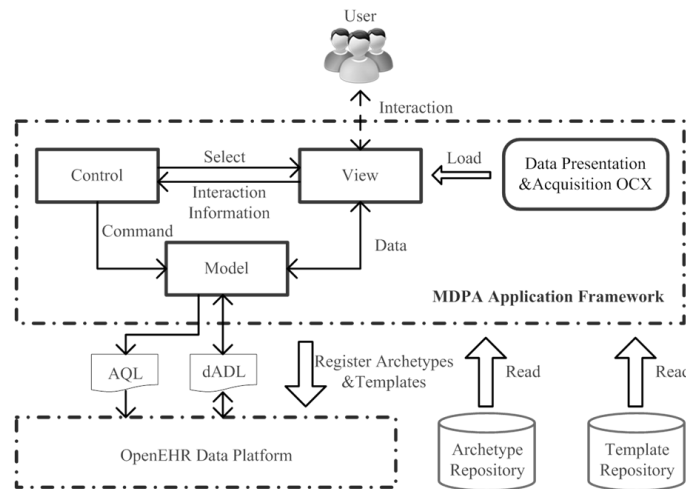 User
Interaction
Control
Select
Interaction
Information
View
Load
Data Presentation
&Acquisition OCX
Command
Data
Model
MDPA Application Framework
AQL
dADL
Register Archetypes
&Templates
Read
Read
OpenEHR Data Platform
Archetype
Repository
Template
Repository